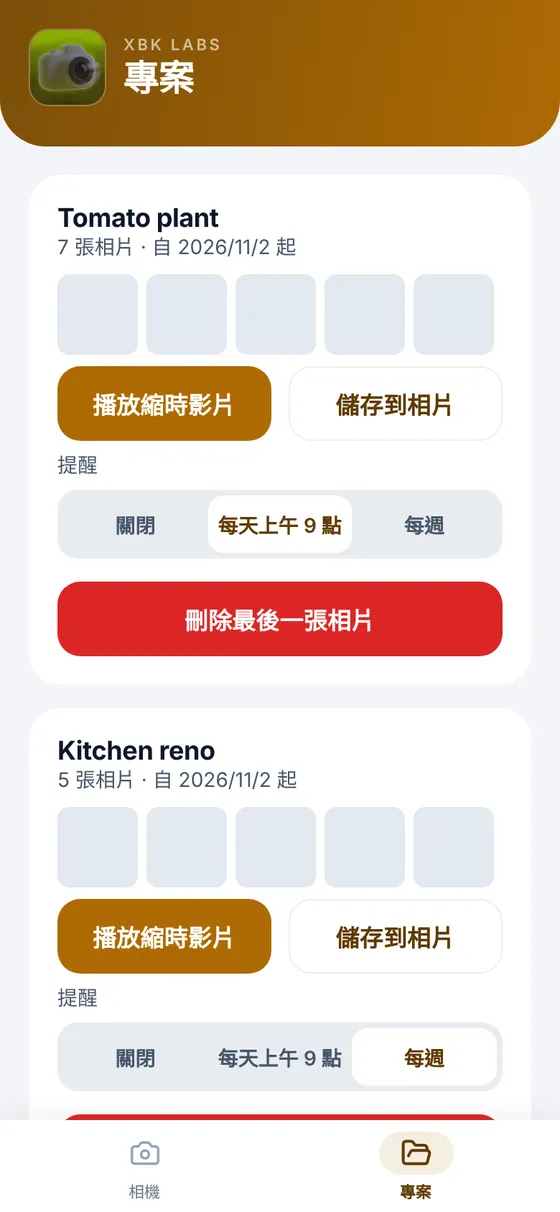 XBK LABS
專案
Tomato plant
7 張相片 · 自 2026/11/2 起
播放縮時影片
儲存到相片
提醒
關閉
每天上午 9 點
每週
刪除最後一張相片
Kitchen reno
5 張相片 · 自 2026/11/2 起
播放縮時影片
儲存到相片
提醒
關閉
每天上午 9 點
每週
相機
專案